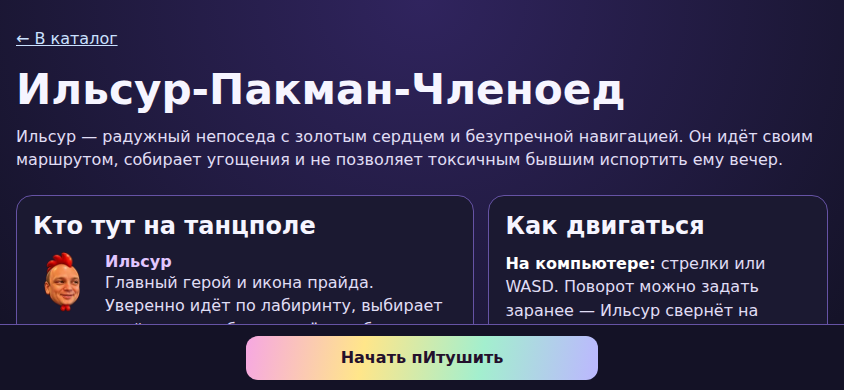 ← В каталог
Ильсур-Пакман-Членоед
Ильсур — радужный непоседа с золотым сердцем и безупречной навигацией. Он идёт своим
маршрутом, собирает угощения и не позволяет токсичным бывшим испортить ему вечер.
Кто тут на танцполе
Ильсур
Главный герой и икона прайда.
Уверенно идёт по лабиринту, выбирает
Как двигаться
На компьютере: стрелки или
WASD. Поворот можно задать
заранее — Ильсур свернёт на
Начать пИтушить